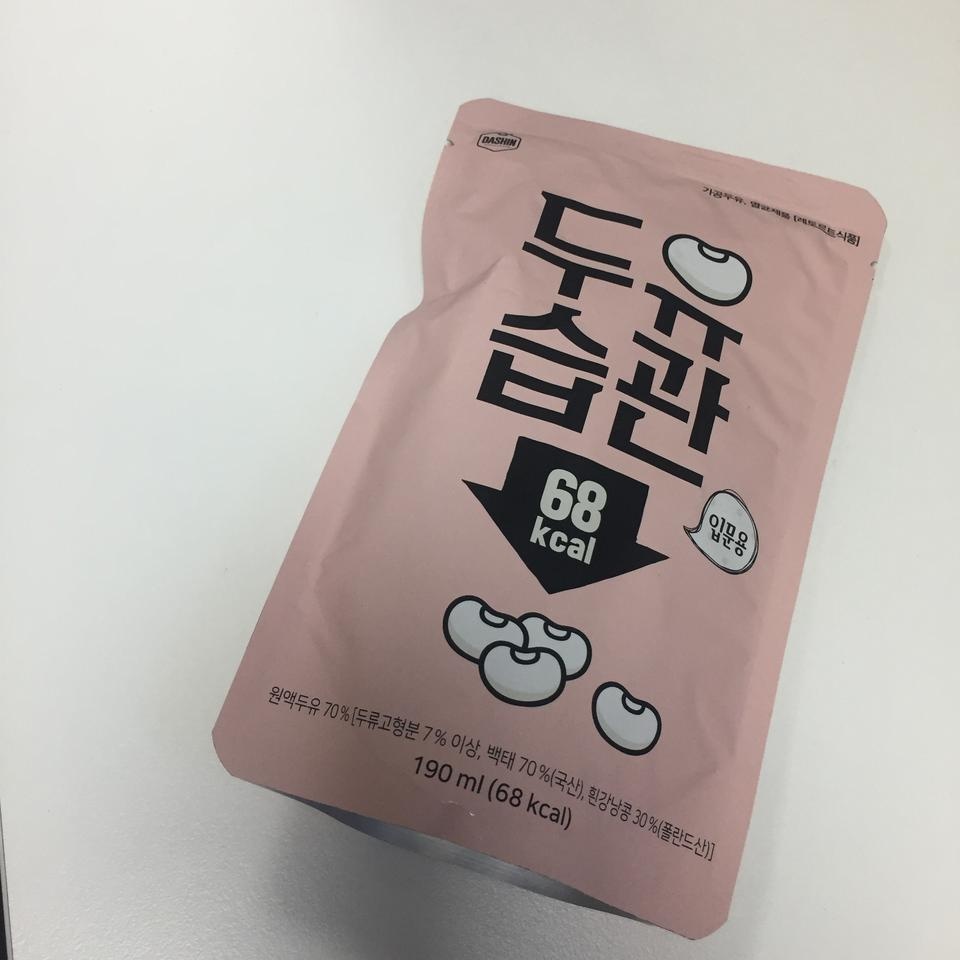 DASHIN
가공두유, 멸균제품 [레토르트식품]
두유
습관
68
kcal
입문용
원액두유 70%[두류고형분 7% 이상, 백태 70%(국산), 흰강낭콩 30%(폴란드산)]
190 ml (68 kcal)